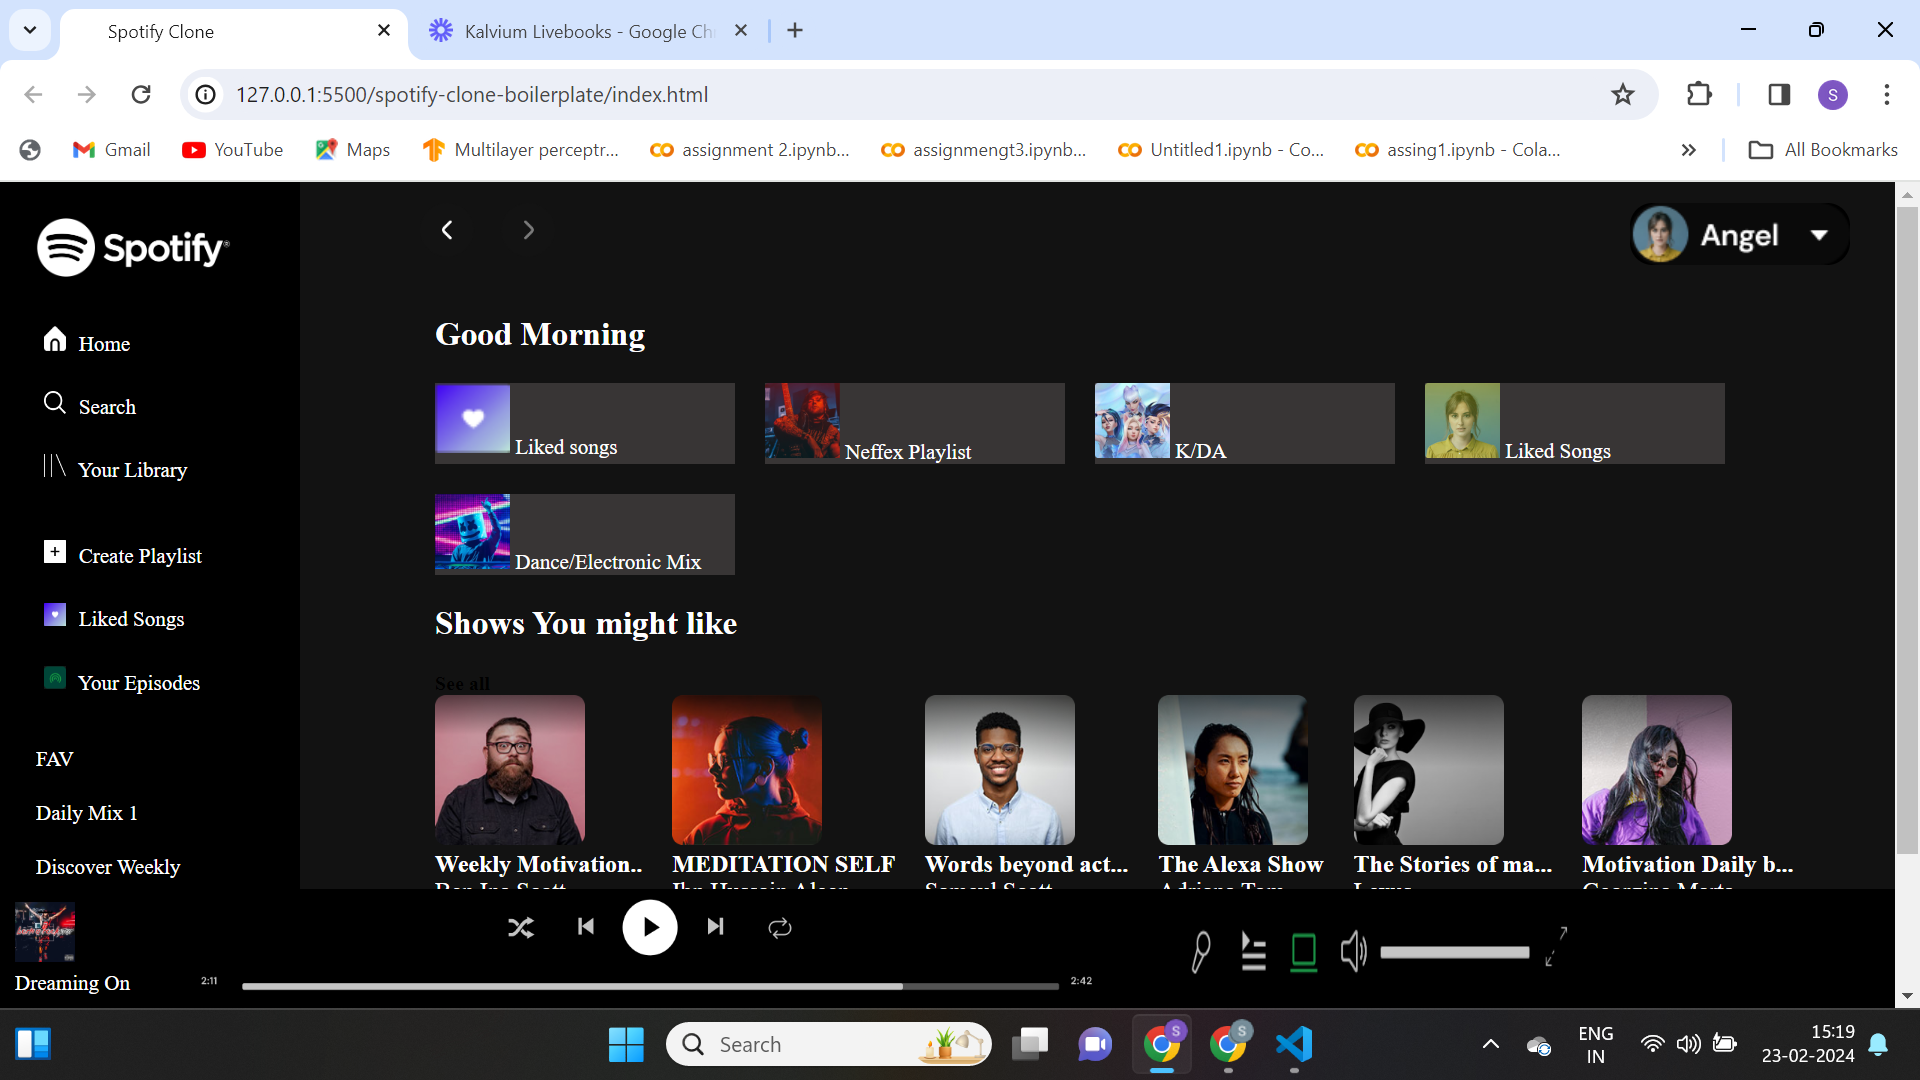 Spotify Clone
Kalvium Livebooks - Google Ch
127.0.0.1:5500/spotify-clone-boilerplate/index.html
S
Gmail
YouTube
Maps
Multilayer perceptr...
assignment 2.ipynb...
assignmengt3.ipynb...
Untitled1.ipynb - Co...
assing1.ipynb - Cola...
All Bookmarks
Spotify
Angel
Home
Search
Your Library
Create Playlist
Liked Songs
Your Episodes
FAV
Daily Mix 1
Discover Weekly
Good Morning
Liked songs
Neffex Playlist
K/DA
Liked Songs
Dance/Electronic Mix
Shows You might like
See all
Weekly Motivation..
MEDITATION SELF
Words beyond act...
The Alexa Show
The Stories of ma...
Motivation Daily b...
Dreaming On
2:11
2:42
Search
S
S
ENG
IN
15:19
23-02-2024